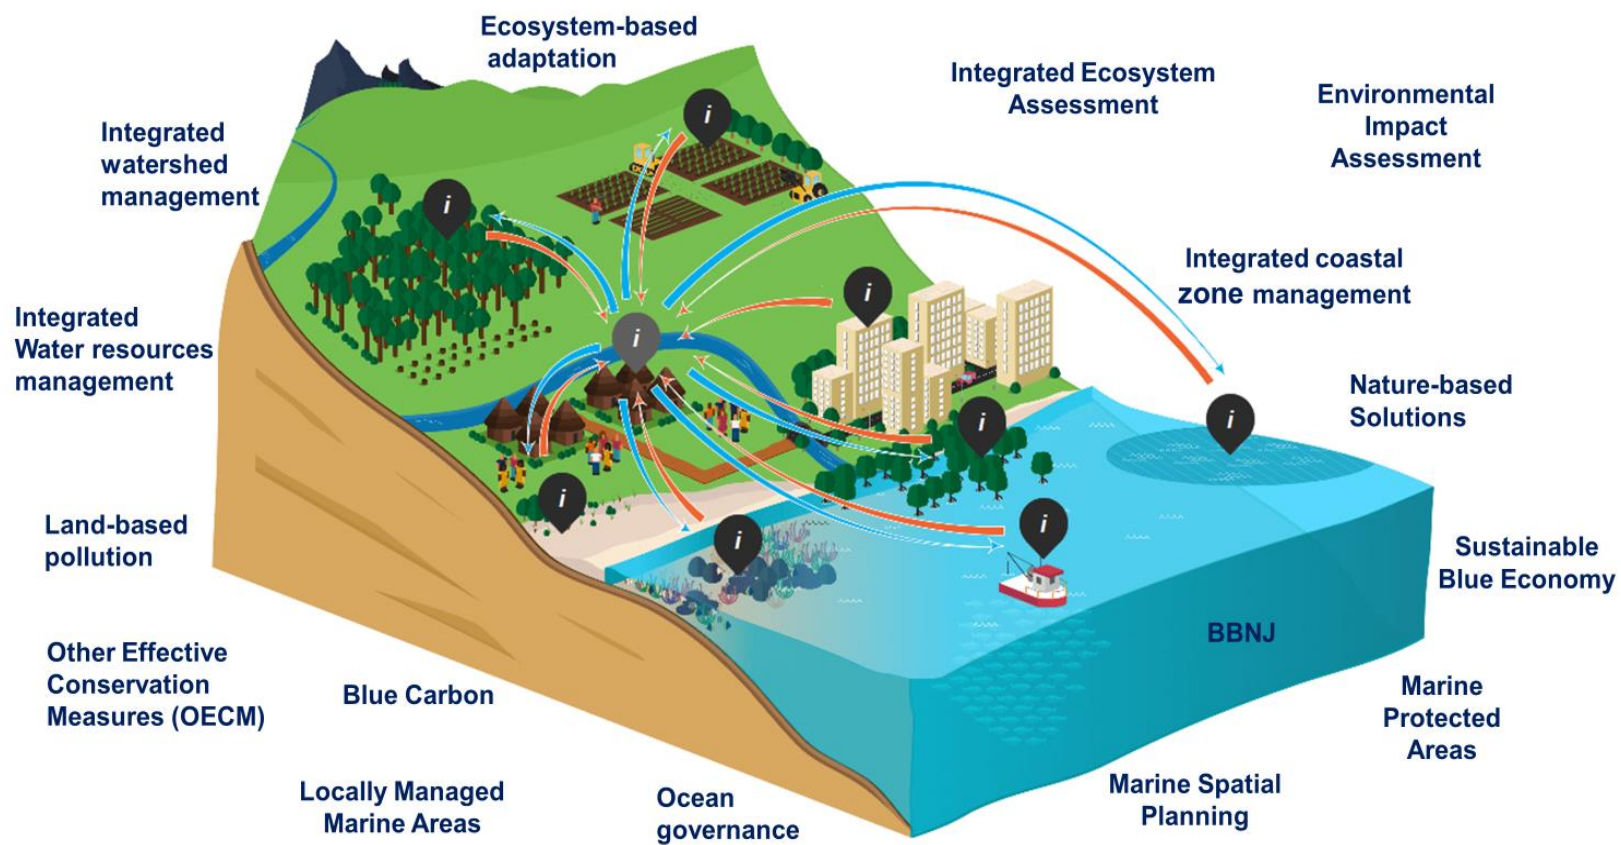 Ecosystem-based
adaptation
Integrated Ecosystem
Assessment
Environmental
Impact
Assessment
Integrated
watershed
management
Integrated coastal
zone management
Integrated
Water resources
management
Nature-based
Solutions
Land-based
pollution
Sustainable
Blue Economy
BBNJ
Other Effective
Conservation
Measures (OECM)
Blue Carbon
Marine
Protected
Areas
Locally Managed
Marine Areas
Ocean
governance
Marine Spatial
Planning
i
i
i
i
i
i
i
i
i